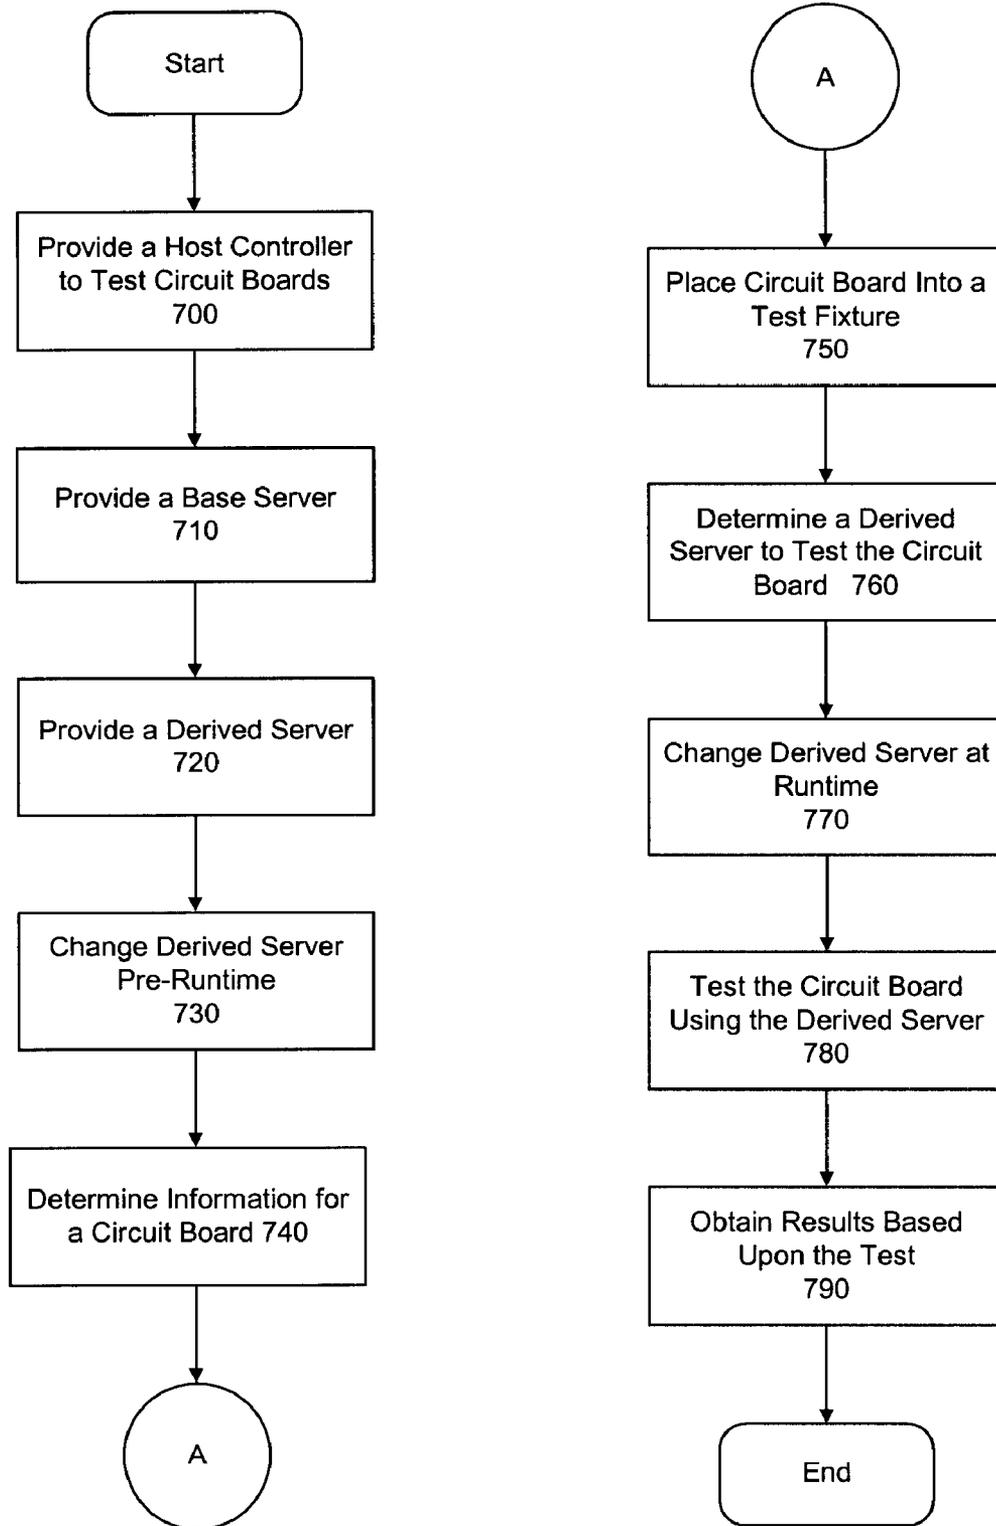 Start
Provide a Host Controller
to Test Circuit Boards
700
Provide a Base Server
710
Provide a Derived Server
720
Change Derived Server
Pre-Runtime
730
Determine Information for
a Circuit Board 740
A
A
Place Circuit Board Into a
Test Fixture
750
Determine a Derived
Server to Test the Circuit
Board 760
Change Derived Server at
Runtime
770
Test the Circuit Board
Using the Derived Server
780
Obtain Results Based
Upon the Test
790
End